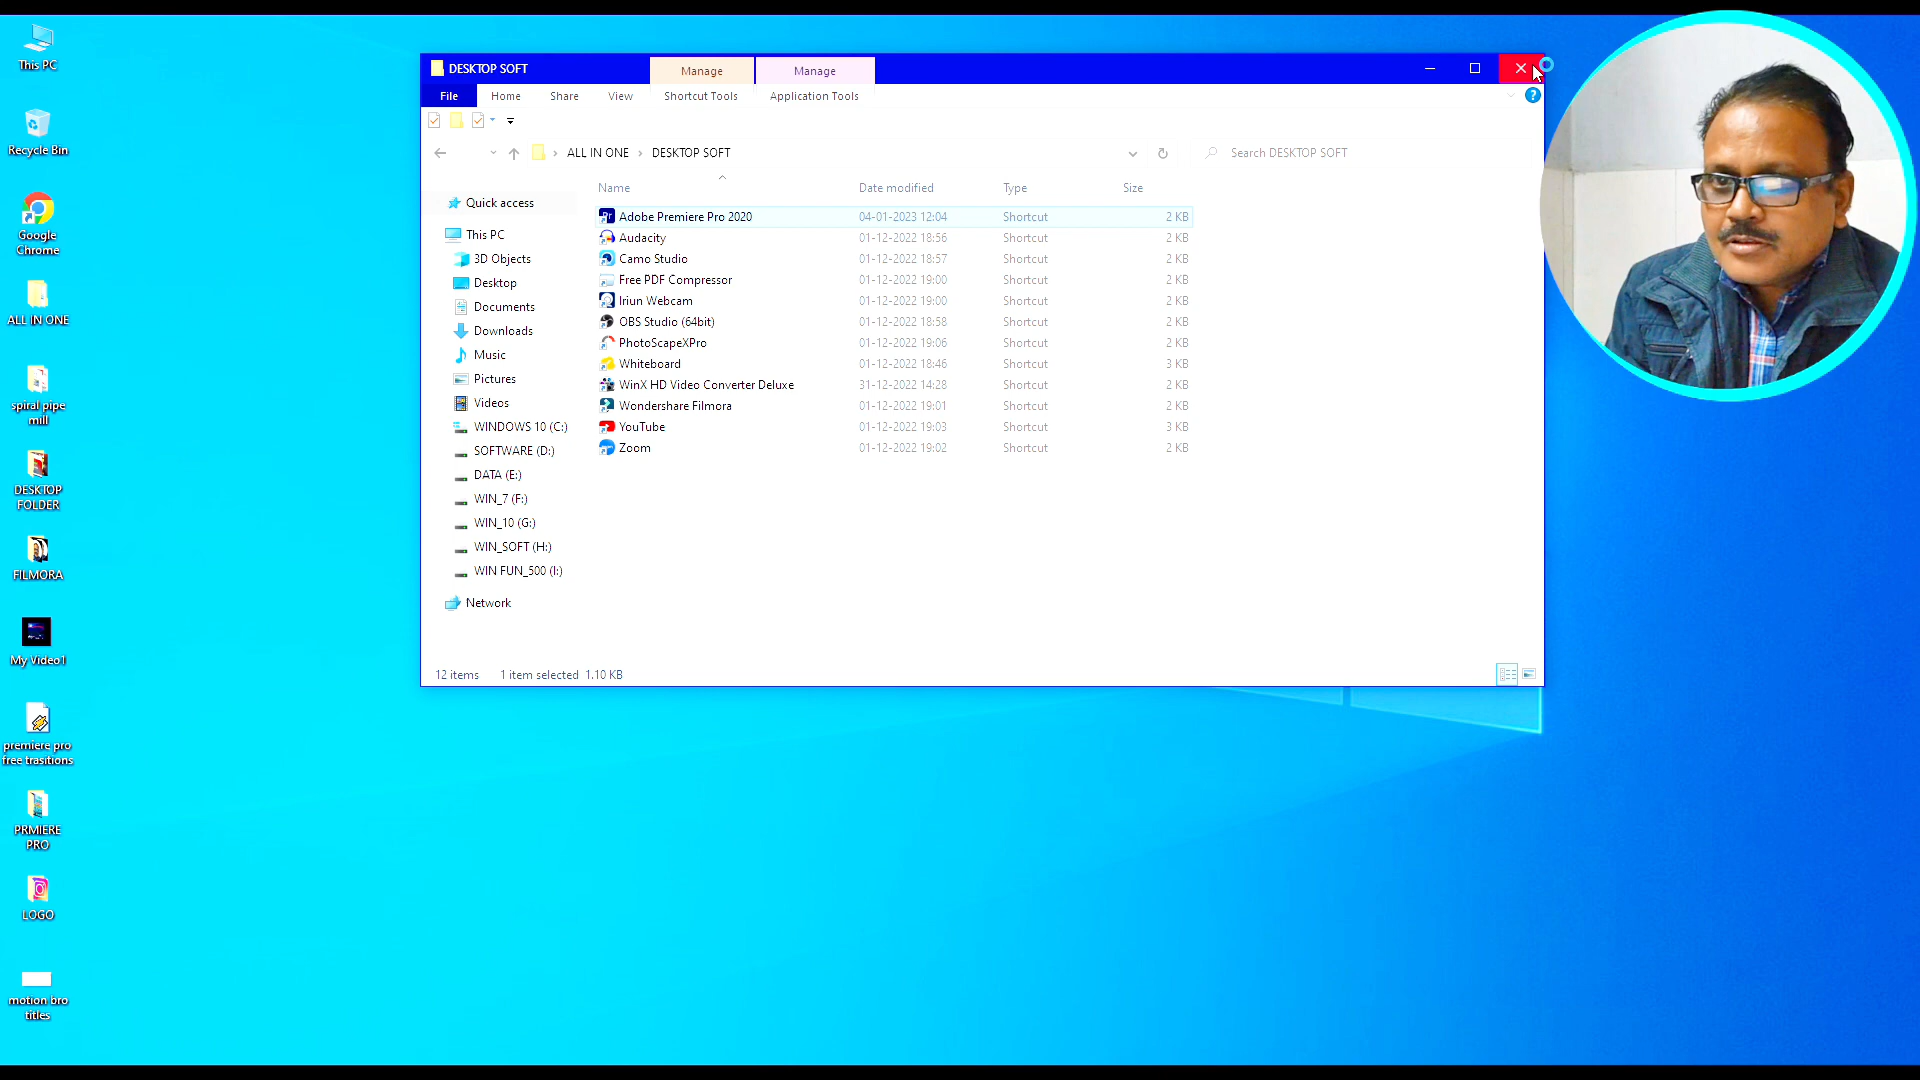 This PC
Recycle Bin
Google
Chrome
ALL IN ONE
spiral pipe
mill
DESKTOP
FOLDER
FILMORA
My Video1
premiere pro
free trasitions
PRMIERE
PRO
LOGO
motion bro
titles
DESKTOP SOFT
Manage
Manage
File
Home
Share
View
Shortcut Tools
Application Tools
ALL IN ONE › DESKTOP SOFT
Search DESKTOP SOFT
Quick access
This PC
3D Objects
Desktop
Documents
Downloads
Music
Pictures
Videos
WINDOWS 10 (C:)
SOFTWARE (D:)
DATA (E:)
WIN_7 (F:)
WIN_10 (G:)
WIN_SOFT (H:)
WIN FUN_500 (I:)
Network
Name Date modified Type Size
Adobe Premiere Pro 2020 04-01-2023 12:04 Shortcut 2 KB
Audacity 01-12-2022 18:56 Shortcut 2 KB
Camo Studio 01-12-2022 18:57 Shortcut 2 KB
Free PDF Compressor 01-12-2022 19:00 Shortcut 2 KB
Iriun Webcam 01-12-2022 19:00 Shortcut 2 KB
OBS Studio (64bit) 01-12-2022 18:58 Shortcut 2 KB
PhotoScapeXPro 01-12-2022 19:06 Shortcut 2 KB
Whiteboard 01-12-2022 18:46 Shortcut 3 KB
WinX HD Video Converter Deluxe 31-12-2022 14:28 Shortcut 2 KB
Wondershare Filmora 01-12-2022 19:01 Shortcut 2 KB
YouTube 01-12-2022 19:03 Shortcut 3 KB
Zoom 01-12-2022 19:02 Shortcut 2 KB
12 items 1 item selected 1.10 KB